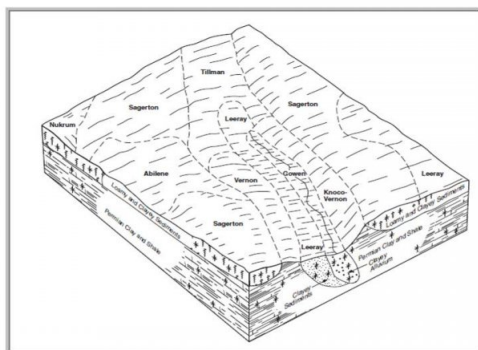 Tillman
Sagerton
Sagerton
Nukrum
Leeray
Abilene
Vernon
Gowen
Leeray
Knoco-
Vernon
Sagerton
Leeray
Loamy and Clayey Sediments
Permian Clay and Shale
Loamy and Clayey Sediments
Permian Clay and Shale
Clayey
Alluvium
Clayey
Sediments